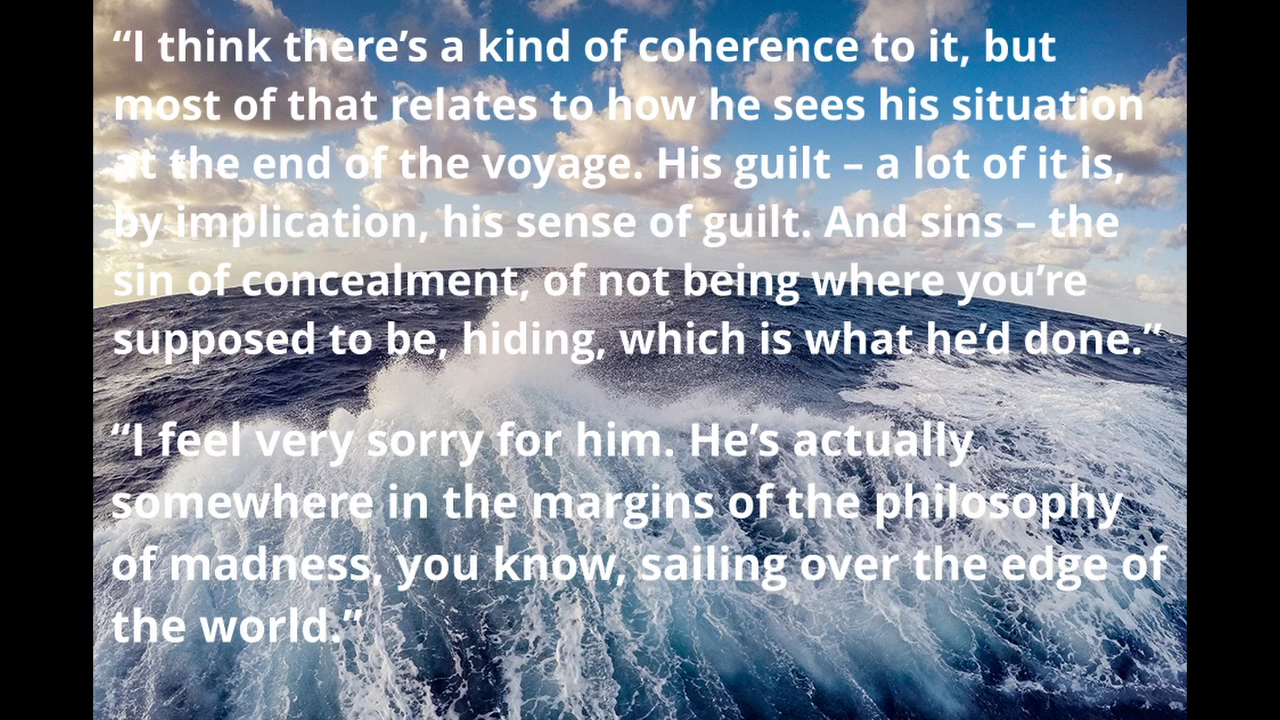 “I think there’s a kind of coherence to it, but
most of that relates to how he sees his situation
at the end of the voyage. His guilt – a lot of it is,
by implication, his sense of guilt. And sins – the
sin of concealment, of not being where you’re
supposed to be, hiding, which is what he’d done.”
“I feel very sorry for him. He’s actually
somewhere in the margins of the philosophy
of madness, you know, sailing over the edge of
the world.”